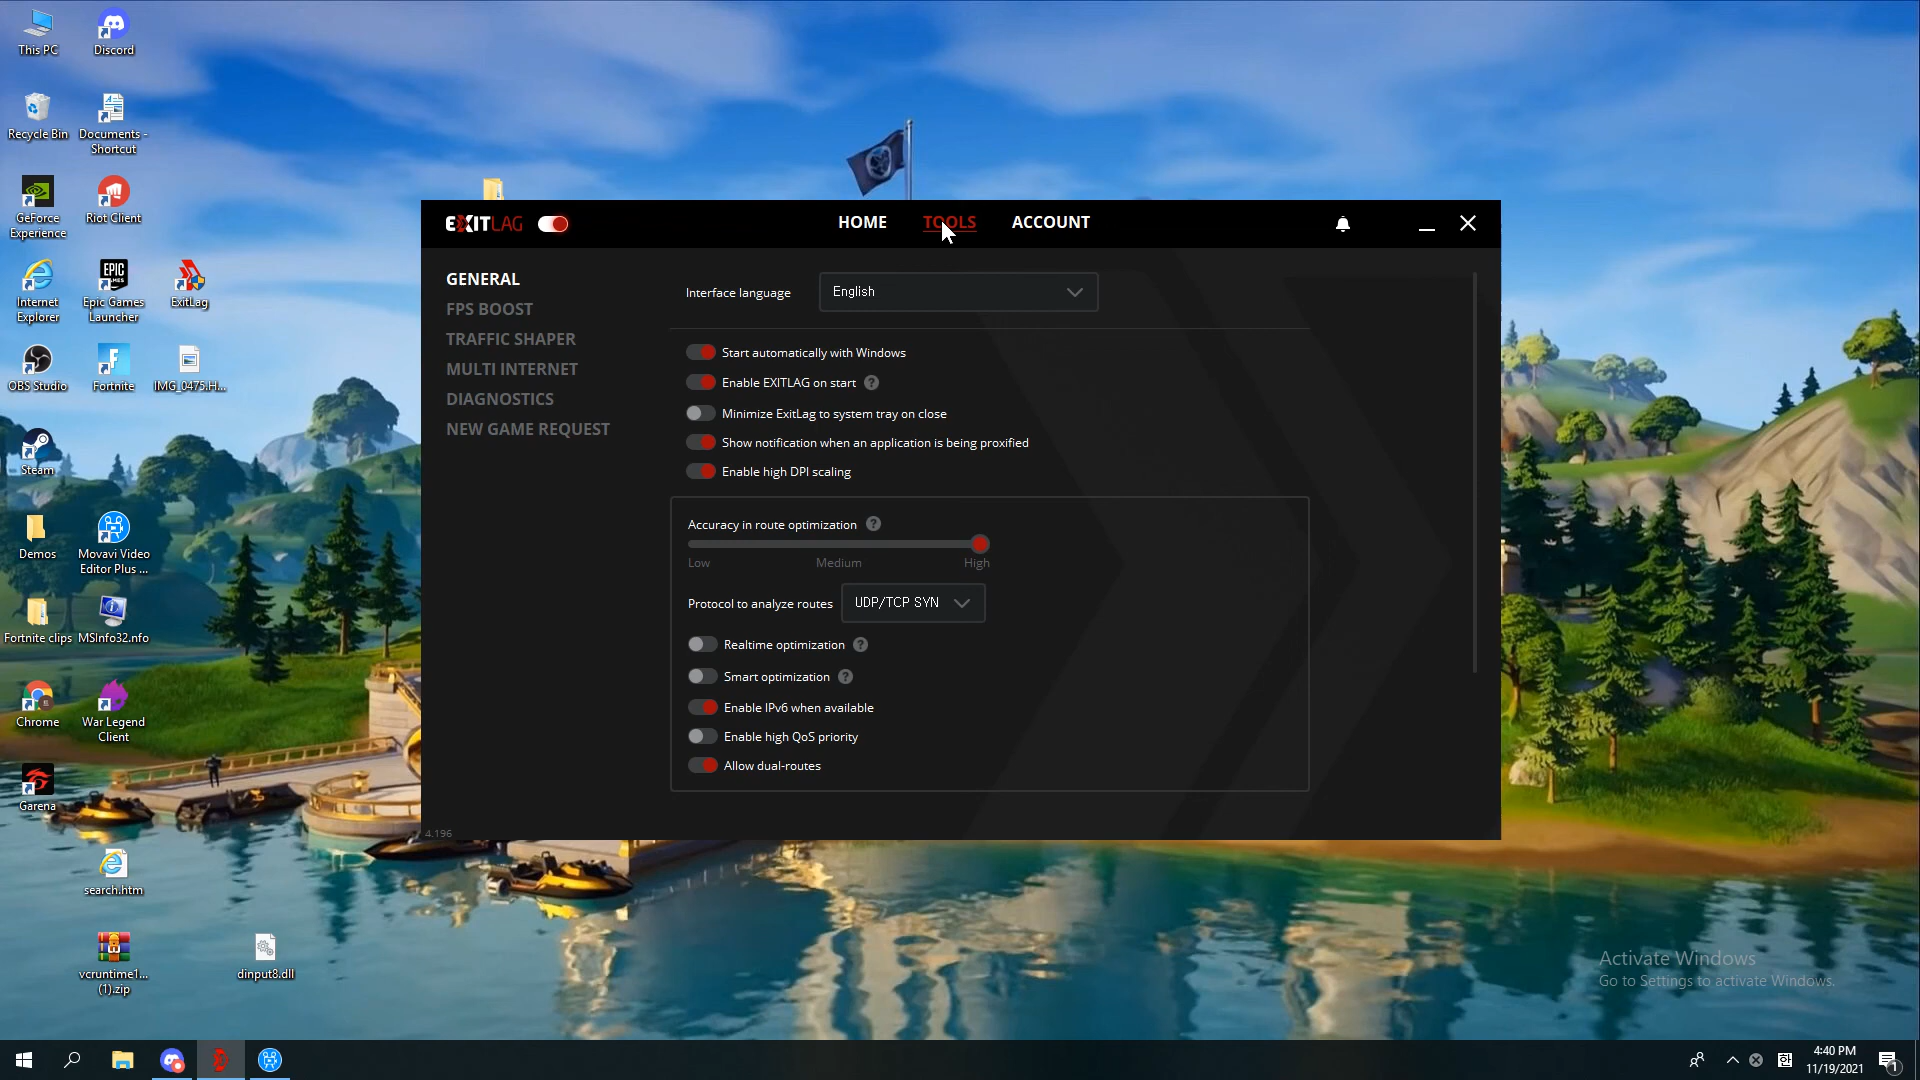 This PC
Discord
Recycle Bin
Documents -
Shortcut
GeForce
Experience
Riot Client
Internet
Explorer
EPIC
GAMES
Epic Games
Launcher
ExitLag
OBS Studio
Fortnite
IMG_0475.H...
Steam
Demos
Movavi Video
Editor Plus ...
Fortnite clips
MSInfo32.nfo
Chrome
War Legend
Client
Garena
search.htm
vcruntime1...
(1).zip
dinput8.dll
EXITLAG
HOME
TOOLS
ACCOUNT
GENERAL
FPS BOOST
TRAFFIC SHAPER
MULTI INTERNET
DIAGNOSTICS
NEW GAME REQUEST
4.196
Interface language
English
Start automatically with Windows
Enable EXITLAG on start ?
Minimize ExitLag to system tray on close
Show notification when an application is being proxified
Enable high DPI scaling
Accuracy in route optimization ?
Low
Medium
High
Protocol to analyze routes
UDP/TCP SYN
Realtime optimization ?
Smart optimization ?
Enable IPv6 when available
Enable high QoS priority
Allow dual-routes
Activate Windows
Go to Settings to activate Windows.
4:40 PM
11/19/2021
1